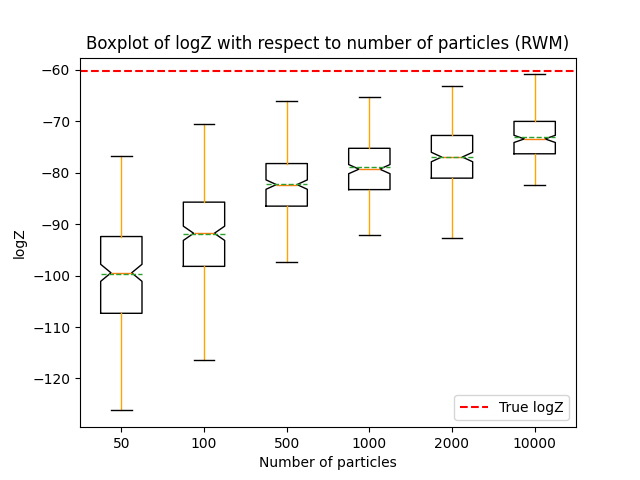 Boxplot of logZ with respect to number of particles (RWM)
−60
−70
−80
−90
−100
−110
−120
logZ
True logZ
50 100 500 1000 2000 10000
Number of particles